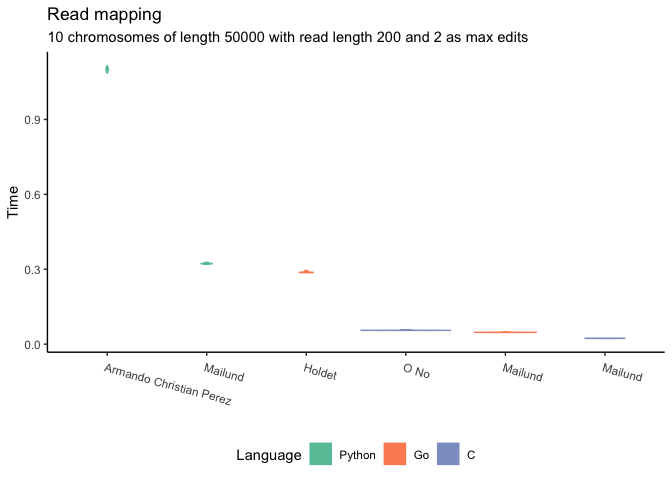 Read mapping
10 chromosomes of length 50000 with read length 200 and 2 as max edits
Time
0.9
0.6
0.3
0.0
Armando Christian Perez
Mailund
Holdet
O No
Mailund
Mailund
Language Python Go C